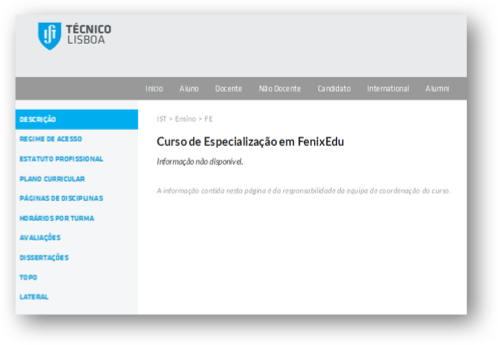 TÉCNICO
LISBOA
Início Aluno Docente Não Docente Candidato International Alumni
DESCRIÇÃO
REGIME DE ACESSO
ESTATUTO PROFISSIONAL
PLANO CURRICULAR
PÁGINAS DE DISCIPLINAS
HORÁRIOS POR TURMA
AVALIAÇÕES
DISSERTAÇÕES
TOPO
LATERAL
IST > Ensino > FE
Curso de Especialização em FenixEdu
Informação não disponível.
A informação contida nesta página é da responsabilidade da equipa de coordenação do curso.